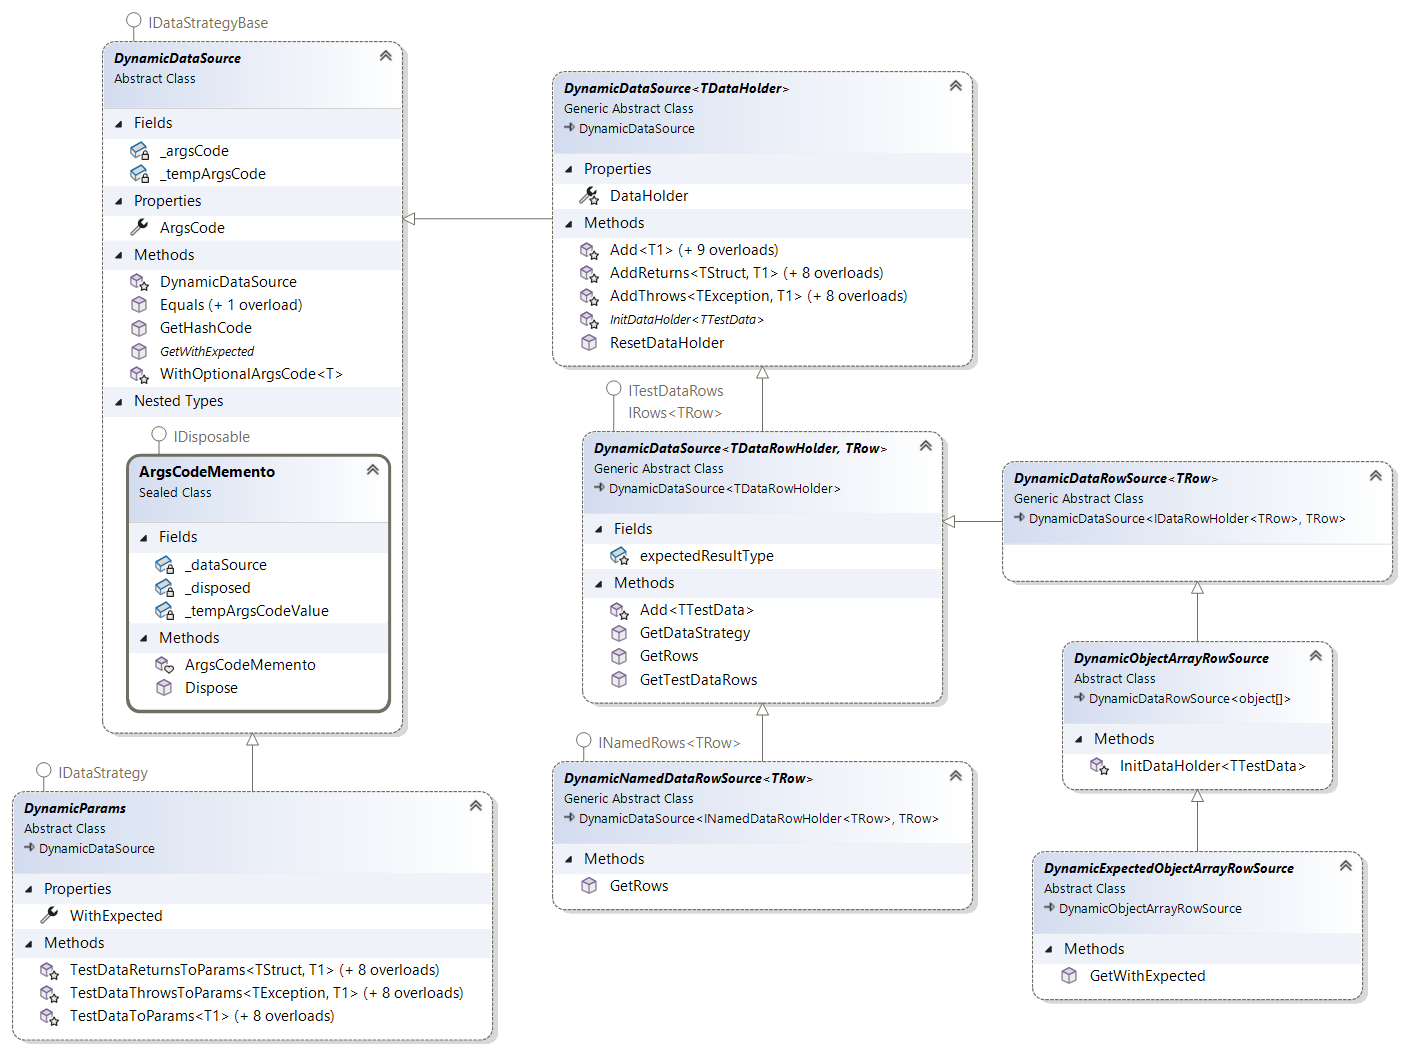 IDataStrategyBase
DynamicDataSource
Abstract Class
Fields
_argsCode
_tempArgsCode
Properties
ArgsCode
Methods
DynamicDataSource
Equals (+ 1 overload)
GetHashCode
GetWithExpected
WithOptionalArgsCode<T>
Nested Types
IDisposable
ArgsCodeMemento
Sealed Class
Fields
_dataSource
_disposed
_tempArgsCodeValue
Methods
ArgsCodeMemento
Dispose
IDataStrategy
DynamicParams
Abstract Class
DynamicDataSource
Properties
WithExpected
Methods
TestDataReturnsToParams<TStruct, T1> (+ 8 overloads)
TestDataThrowsToParams<TException, T1> (+ 8 overloads)
TestDataToParams<T1> (+ 8 overloads)
DynamicDataSource<TDataHolder>
Generic Abstract Class
DynamicDataSource
Properties
DataHolder
Methods
Add<T1> (+ 9 overloads)
AddReturns<TStruct, T1> (+ 8 overloads)
AddThrows<TException, T1> (+ 8 overloads)
InitDataHolder<TTestData>
ResetDataHolder
ITestDataRows
IRows<TRow>
DynamicDataSource<TDataRowHolder, TRow>
Generic Abstract Class
DynamicDataSource<TDataRowHolder>
Fields
expectedResultType
Methods
Add<TTestData>
GetDataStrategy
GetRows
GetTestDataRows
INamedRows<TRow>
DynamicNamedDataRowSource<TRow>
Generic Abstract Class
DynamicDataSource<INamedDataRowHolder<TRow>, TRow>
Methods
GetRows
DynamicDataRowSource<TRow>
Generic Abstract Class
DynamicDataSource<IDataRowHolder<TRow>, TRow>
DynamicObjectArrayRowSource
Abstract Class
DynamicDataRowSource<object[]>
Methods
InitDataHolder<TTestData>
DynamicExpectedObjectArrayRowSource
Abstract Class
DynamicObjectArrayRowSource
Methods
GetWithExpected